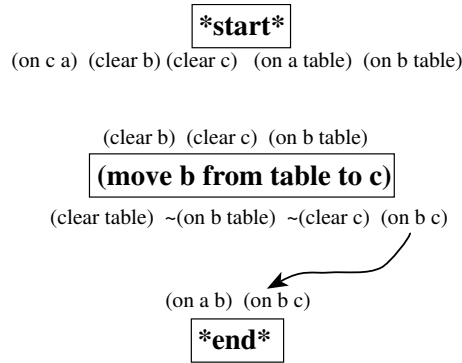 *start*
(on c a) (clear b) (clear c) (on a table) (on b table)
(clear b) (clear c) (on b table)
(move b from table to c)
(clear table) ~(on b table) ~(clear c) (on b c)
(on a b) (on b c)
*end*